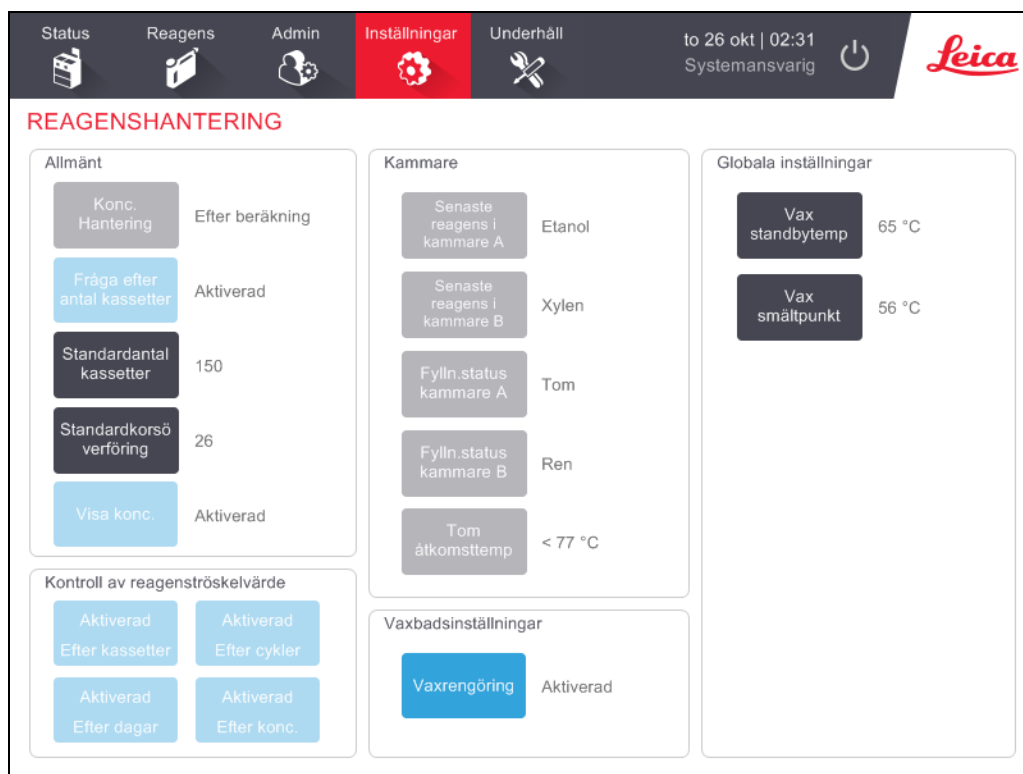 Status
Reagens
Admin
Inställningar
Underhåll
to 26 okt | 02:31
Systemansvarig
Leica
REAGENSHANTERING
Allmänt
Konc.
Hantering
Efter beräkning
Fråga efter
antal kassetter
Aktiverad
Standardantal
kassetter
150
Standardkorsö
verföring
26
Visa konc.
Aktiverad
Kontroll av reagenströskelvärde
Aktiverad
Efter kassetter
Aktiverad
Efter cykler
Aktiverad
Efter dagar
Aktiverad
Efter konc.
Kammare
Senaste
reagens i
kammare A
Etanol
Senaste
reagens i
kammare B
Xylen
Fylln.status
kammare A
Tom
Fylln.status
kammare B
Ren
Tom
åtkomsttemp
< 77 °C
Vaxbadsinställningar
Vaxrengöring
Aktiverad
Globala inställningar
Vax
standbytemp
65 °C
Vax
smältpunkt
56 °C